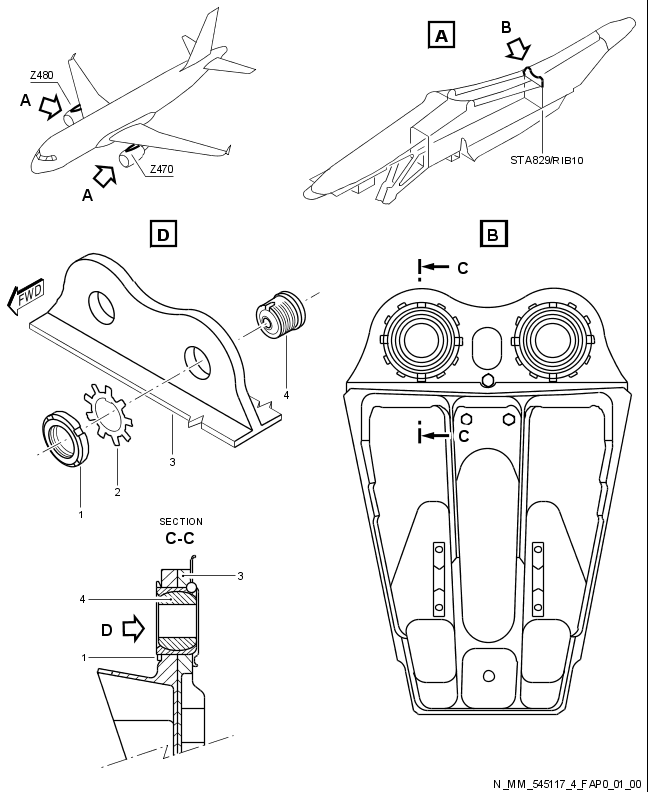 A
B
Z480
A
STA829/RIB10
Z470
A
D
B
C
FWD
4
C
3
2
1
SECTION
C-C
3
4
D
1
N_MM_545117_4_FAP0_01_00